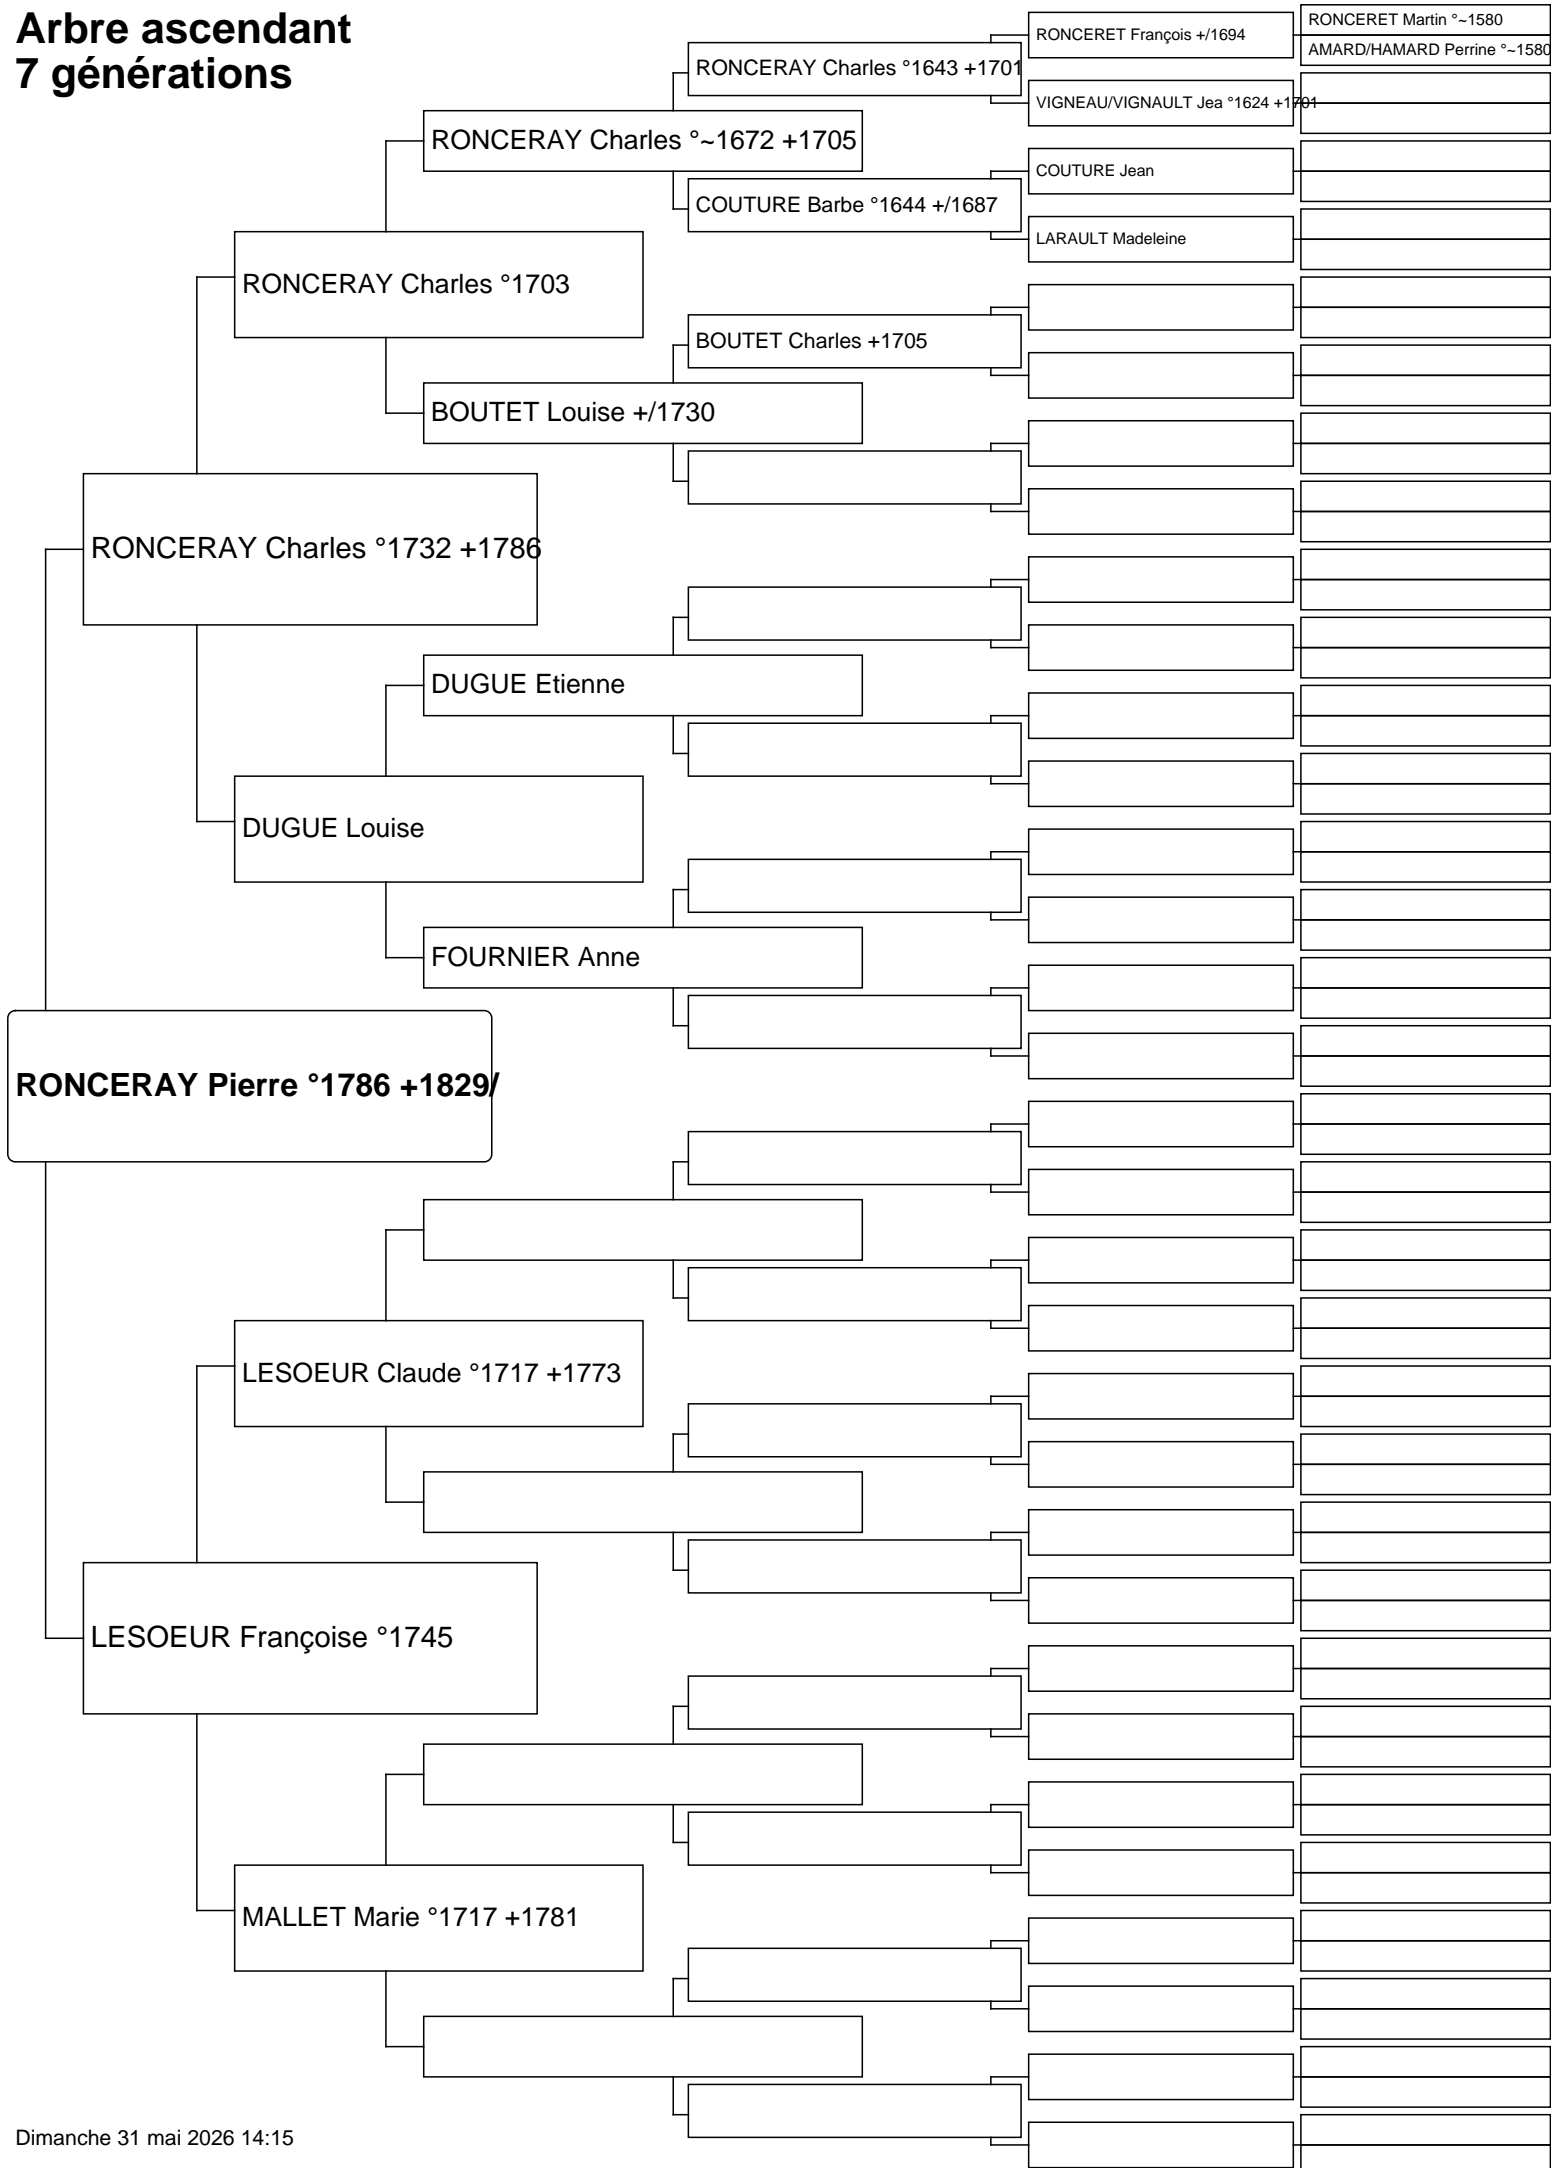 Arbre ascendant
7 générations
RONCERET Martin °~1580
RONCERET François +/1694
AMARD/HAMARD Perrine °~1580
RONCERAY Charles °1643 +1701
VIGNEAU/VIGNAULT Jea °1624 +1701
RONCERAY Charles °~1672 +1705
COUTURE Jean
COUTURE Barbe °1644 +/1687
LARAULT Madeleine
RONCERAY Charles °1703
BOUTET Charles +1705
BOUTET Louise +/1730
RONCERAY Charles °1732 +1786
DUGUE Etienne
DUGUE Louise
FOURNIER Anne
RONCERAY Pierre °1786 +1829/
LESOEUR Claude °1717 +1773
LESOEUR Françoise °1745
MALLET Marie °1717 +1781
Dimanche 31 mai 2026 14:15